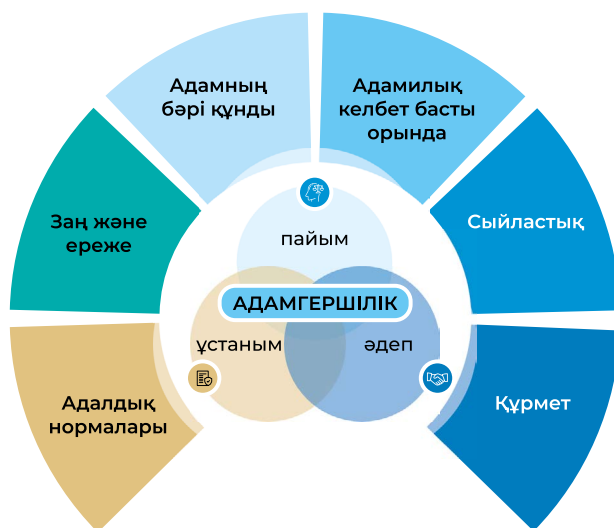 Адамның
бәрі құнды
Адамилық
келбет басты
орында
Заң және
ереже
Сыйластық
пайым
АДАМГЕРШІЛІК
ұстаным
әдеп
Адалдық
нормалары
Құрмет